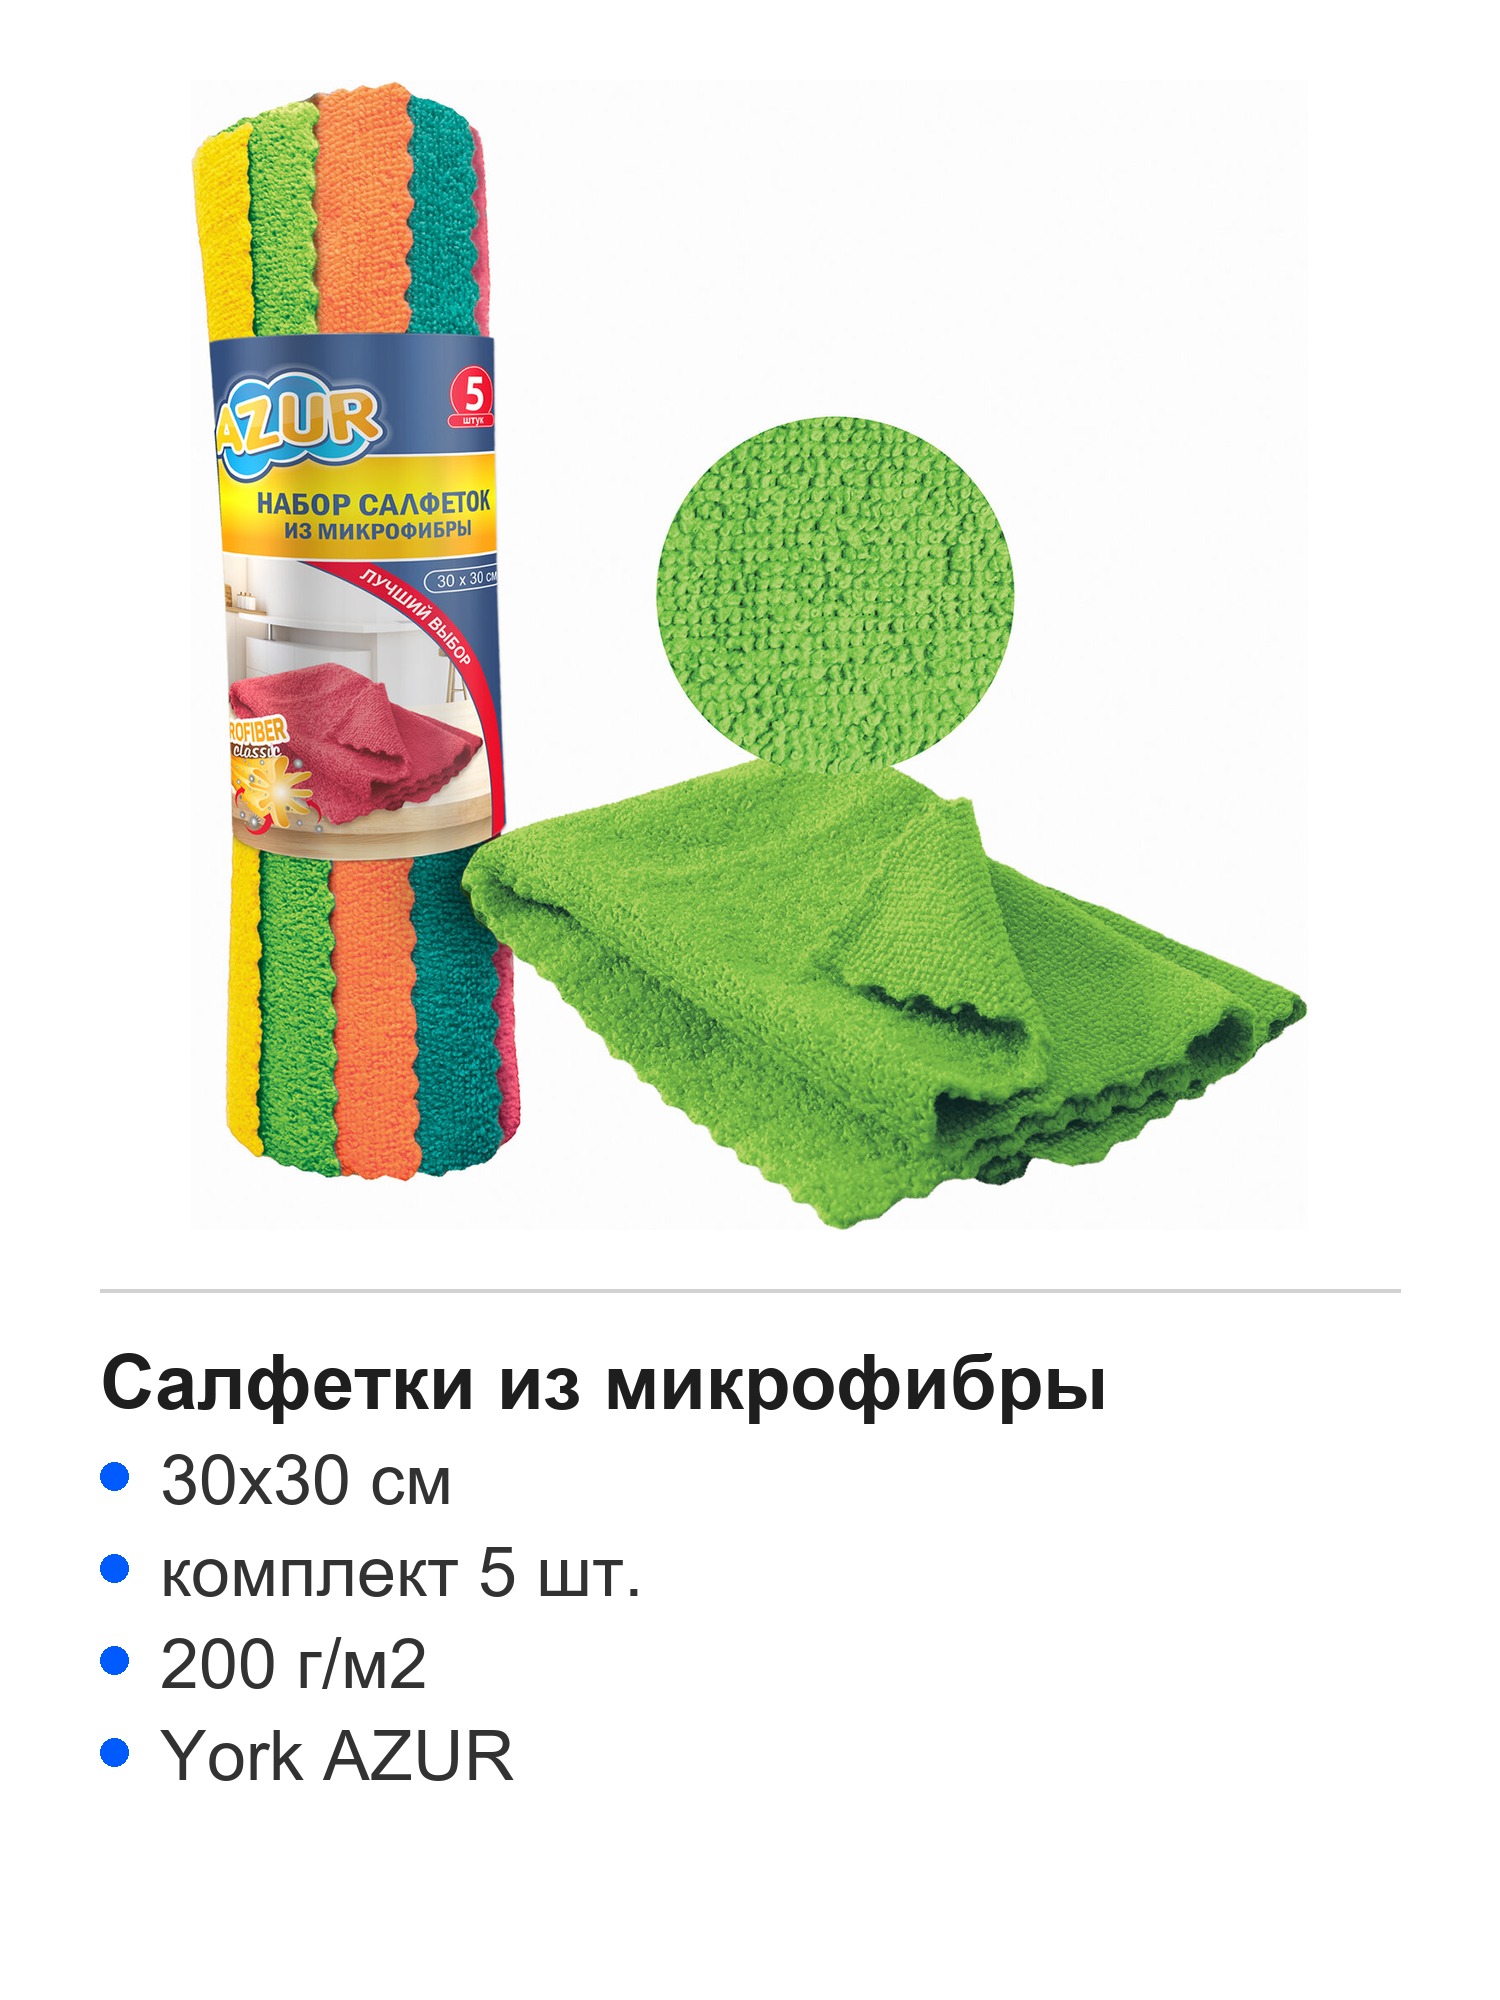 AZUR
5
штук
НАБОР САЛФЕТОК
ИЗ МИКРОФИБРЫ
30 х 30 см
ЛУЧШИЙ ВЫБОР
ROFIBER
classic
Салфетки из микрофибры
30х30 см
комплект 5 шт.
200 г/м2
York AZUR